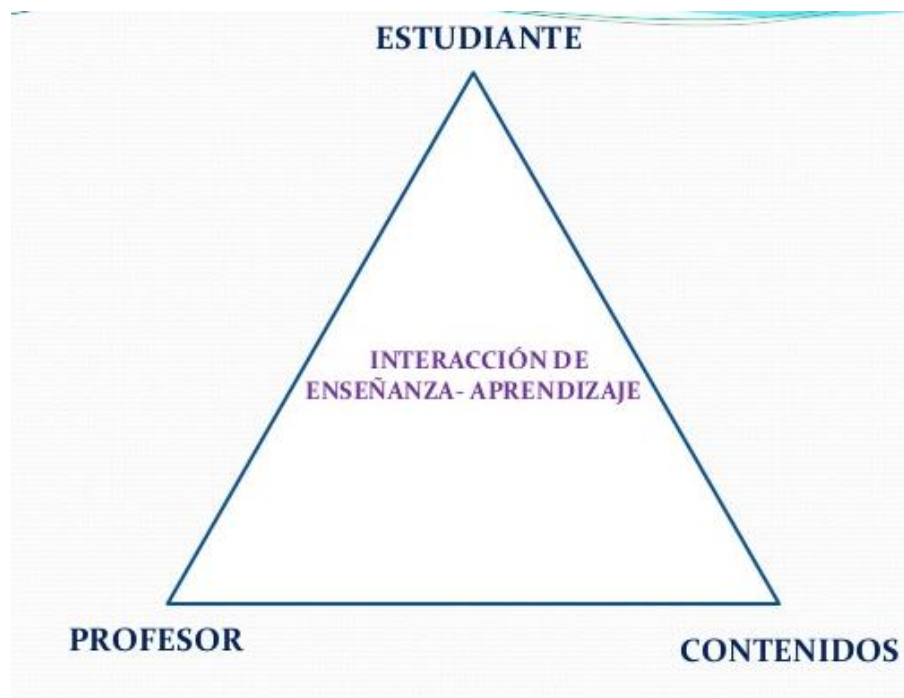 ESTUDIANTE
INTERACCIÓN DE
ENSEÑANZA- APRENDIZAJE
PROFESOR
CONTENIDOS